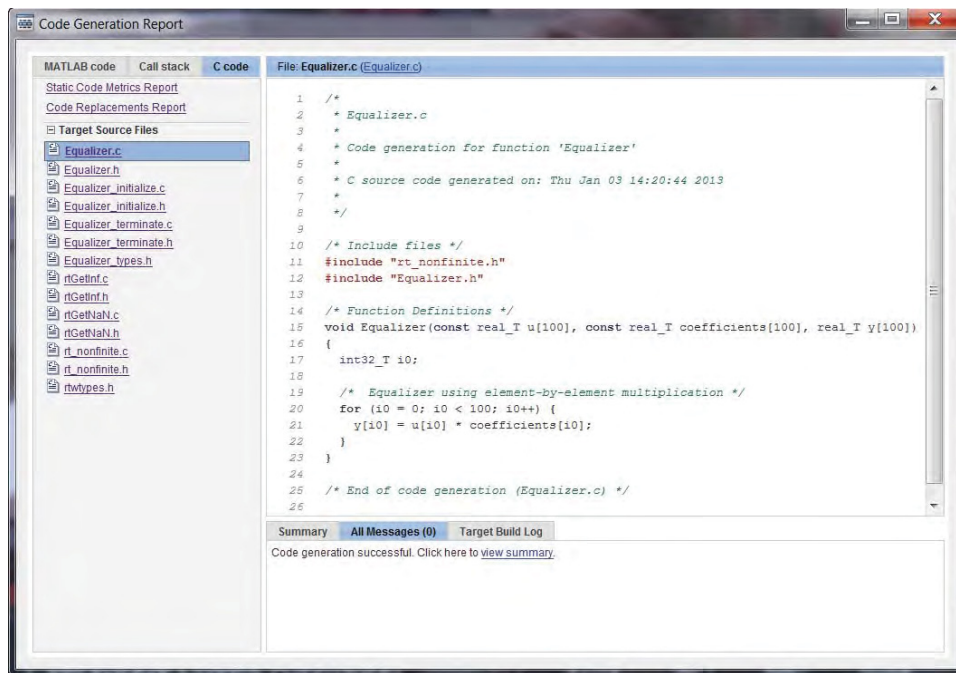 Code Generation Report
MATLAB code Call stack C code
Static Code Metrics Report
Code Replacements Report
Target Source Files
Equalizer.c
Equalizer.h
Equalizer_initialize.c
Equalizer_initialize.h
Equalizer_terminate.c
Equalizer_terminate.h
Equalizer_types.h
rtGetInf.c
rtGetInf.h
rtGetNaN.c
rtGetNaN.h
rt_nonfinite.c
rt_nonfinite.h
rtwtypes.h
File: Equalizer.c (Equalizer.c)
1 /*
2 * Equalizer.c
3 *
4 * Code generation for function 'Equalizer'
5 *
6 * C source code generated on: Thu Jan 03 14:20:44 2013
7 *
8 */
9
10 /* Include files */
11 #include "rt_nonfinite.h"
12 #include "Equalizer.h"
13
14 /* Function Definitions */
15 void Equalizer(const real_T u[100], const real_T coefficients[100], real_T y[100])
16 {
17 int32_T i0;
18
19 /* Equalizer using element-by-element multiplication */
20 for (i0 = 0; i0 < 100; i0++) {
21 y[i0] = u[i0] * coefficients[i0];
22 }
23 }
24
25 /* End of code generation (Equalizer.c) */
26
Summary All Messages (0) Target Build Log
Code generation successful. Click here to view summary.